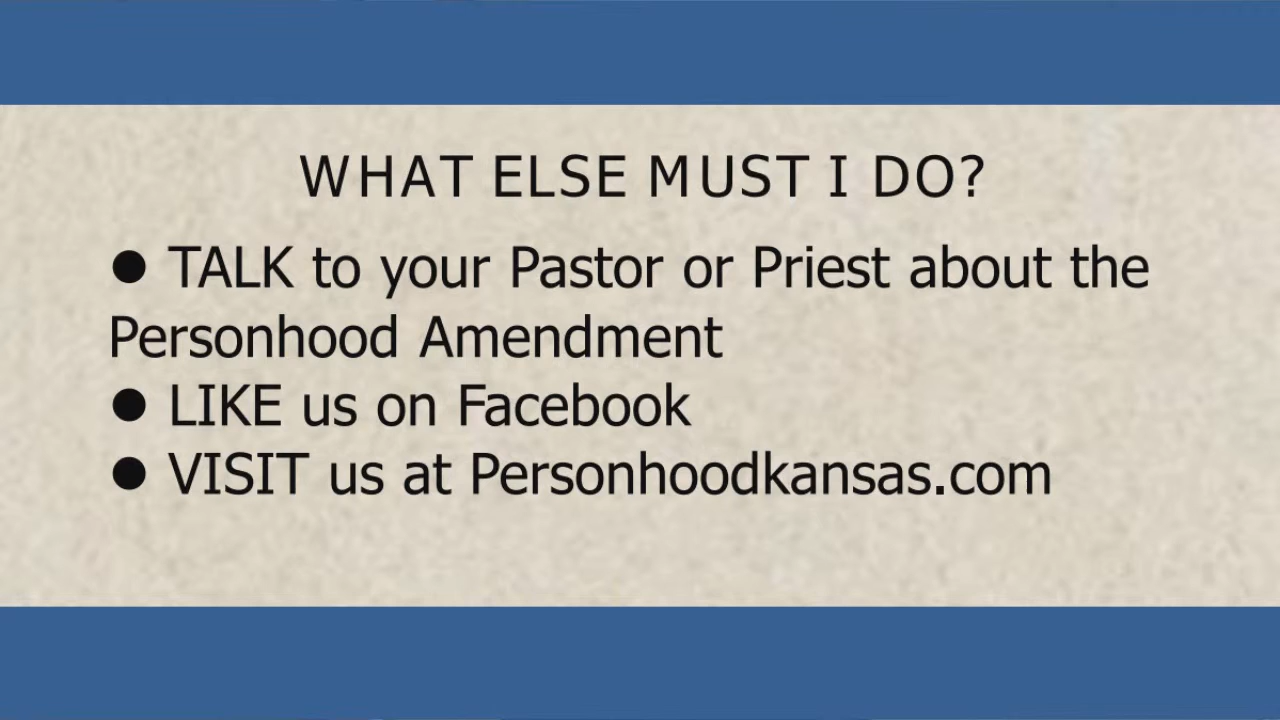 WHAT ELSE MUST I DO?
● TALK to your Pastor or Priest about the
Personhood Amendment
● LIKE us on Facebook
● VISIT us at Personhoodkansas.com